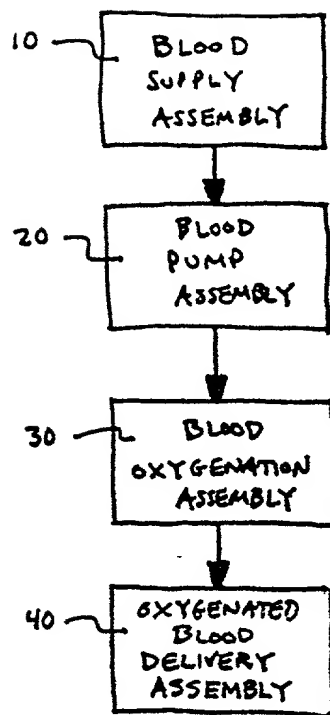 10
BLOOD
SUPPLY
ASSEMBLY
20
BLOOD
PUMP
ASSEMBLY
30
BLOOD
OXYGENATION
ASSEMBLY
40
OXYGENATED
BLOOD
DELIVERY
ASSEMBLY